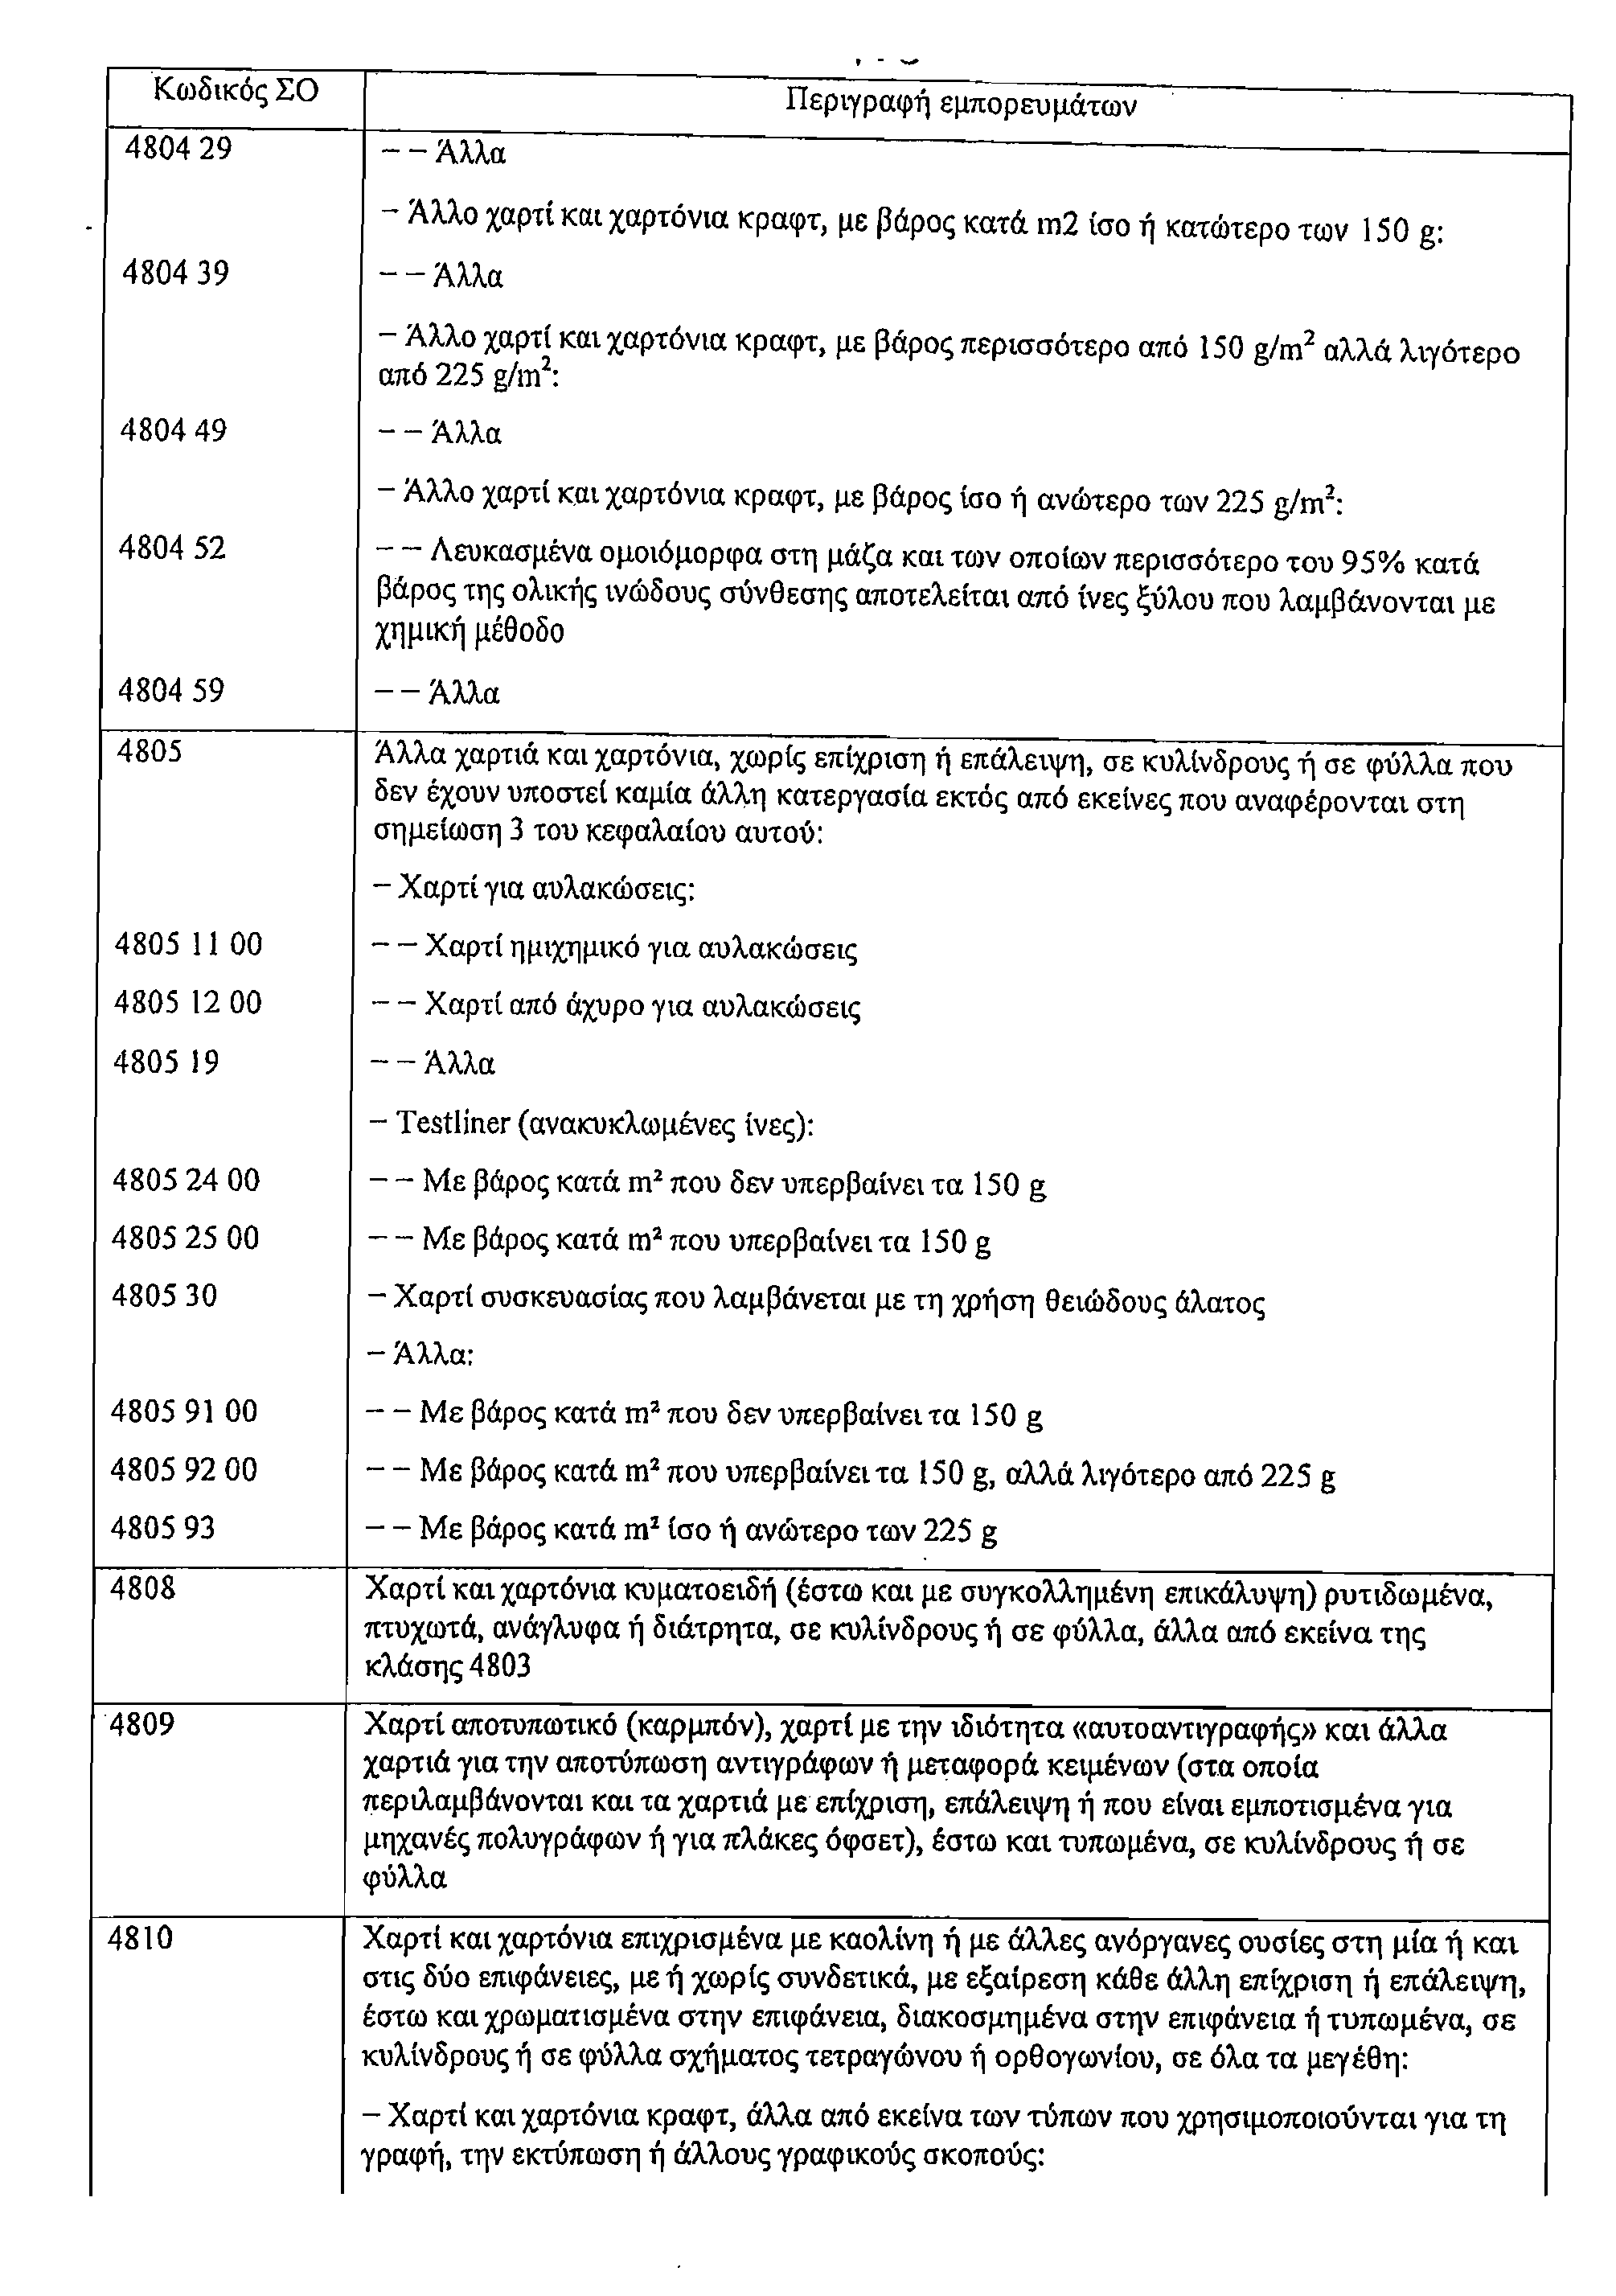 Κωδικός ΣΟ
Περιγραφή εμπορευμάτων
4804 29
– – Άλλα
– Άλλο χαρτί και χαρτόνια κραφτ, με βάρος κατά m2 ίσο ή κατώτερο των 150 g:
4804 39
– – Άλλα
– Άλλο χαρτί και χαρτόνια κραφτ, με βάρος περισσότερο από 150 g/m² αλλά λιγότερο
από 225 g/m²:
4804 49
– – Άλλα
– Άλλο χαρτί και χαρτόνια κραφτ, με βάρος ίσο ή ανώτερο των 225 g/m²:
4804 52
– – Λευκασμένα ομοιόμορφα στη μάζα και των οποίων περισσότερο του 95% κατά
βάρος της ολικής ινώδους σύνθεσης αποτελείται από ίνες ξύλου που λαμβάνονται με
χημική μέθοδο
4804 59
– – Άλλα
4805
Άλλα χαρτιά και χαρτόνια, χωρίς επίχριση ή επάλειψη, σε κυλίνδρους ή σε φύλλα που
δεν έχουν υποστεί καμία άλλη κατεργασία εκτός από εκείνες που αναφέρονται στη
σημείωση 3 του κεφαλαίου αυτού:
– Χαρτί για αυλακώσεις:
4805 11 00
– – Χαρτί ημιχημικό για αυλακώσεις
4805 12 00
– – Χαρτί από άχυρο για αυλακώσεις
4805 19
– – Άλλα
– Testliner (ανακυκλωμένες ίνες):
4805 24 00
– – Με βάρος κατά m² που δεν υπερβαίνει τα 150 g
4805 25 00
– – Με βάρος κατά m² που υπερβαίνει τα 150 g
4805 30
– Χαρτί συσκευασίας που λαμβάνεται με τη χρήση θειώδους άλατος
– Άλλα:
4805 91 00
– – Με βάρος κατά m² που δεν υπερβαίνει τα 150 g
4805 92 00
– – Με βάρος κατά m² που υπερβαίνει τα 150 g, αλλά λιγότερο από 225 g
4805 93
– – Με βάρος κατά m² ίσο ή ανώτερο των 225 g
4808
Χαρτί και χαρτόνια κυματοειδή (έστω και με συγκολλημένη επικάλυψη) ρυτιδωμένα,
πτυχωτά, ανάγλυφα ή διάτρητα, σε κυλίνδρους ή σε φύλλα, άλλα από εκείνα της
κλάσης 4803
4809
Χαρτί αποτυπωτικό (καρμπόν), χαρτί με την ιδιότητα «αυτοαντιγραφής» και άλλα
χαρτιά για την αποτύπωση αντιγράφων ή μεταφορά κειμένων (στα οποία
περιλαμβάνονται και τα χαρτιά με επίχριση, επάλειψη ή που είναι εμποτισμένα για
μηχανές πολυγράφων ή για πλάκες όφσετ), έστω και τυπωμένα, σε κυλίνδρους ή σε
φύλλα
4810
Χαρτί και χαρτόνια επιχρισμένα με καολίνη ή με άλλες ανόργανες ουσίες στη μία ή και
στις δύο επιφάνειες, με ή χωρίς συνδετικά, με εξαίρεση κάθε άλλη επίχριση ή επάλειψη,
έστω και χρωματισμένα στην επιφάνεια, διακοσμημένα στην επιφάνεια ή τυπωμένα, σε
κυλίνδρους ή σε φύλλα σχήματος τετραγώνου ή ορθογωνίου, σε όλα τα μεγέθη:
– Χαρτί και χαρτόνια κραφτ, άλλα από εκείνα των τύπων που χρησιμοποιούνται για τη
γραφή, την εκτύπωση ή άλλους γραφικούς σκοπούς: